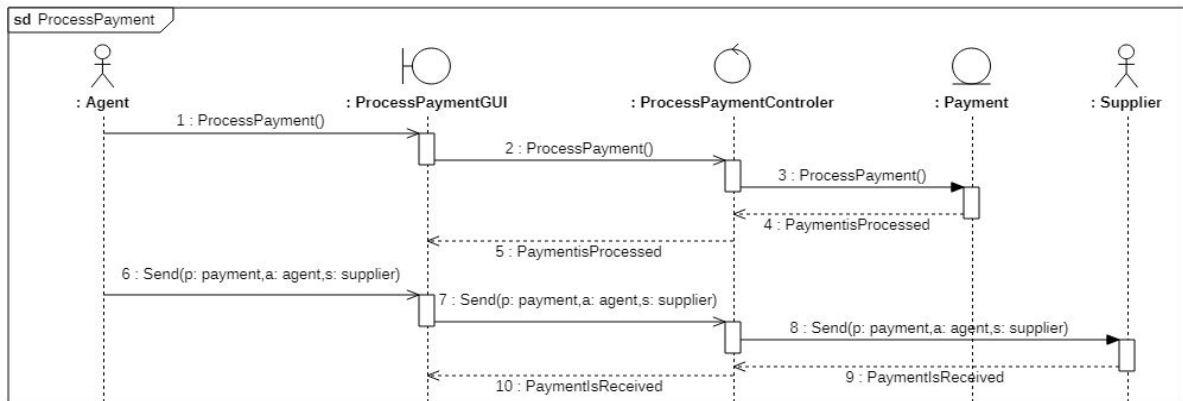 sd ProcessPayment
: Agent
: ProcessPaymentGUI
: ProcessPaymentControler
: Payment
: Supplier
1 : ProcessPayment()
2 : ProcessPayment()
3 : ProcessPayment()
4 : PaymentisProcessed
5 : PaymentisProcessed
6 : Send(p: payment,a: agent,s: supplier)
7 : Send(p: payment,a: agent,s: supplier)
8 : Send(p: payment,a: agent,s: supplier)
9 : PaymentIsReceived
10 : PaymentIsReceived